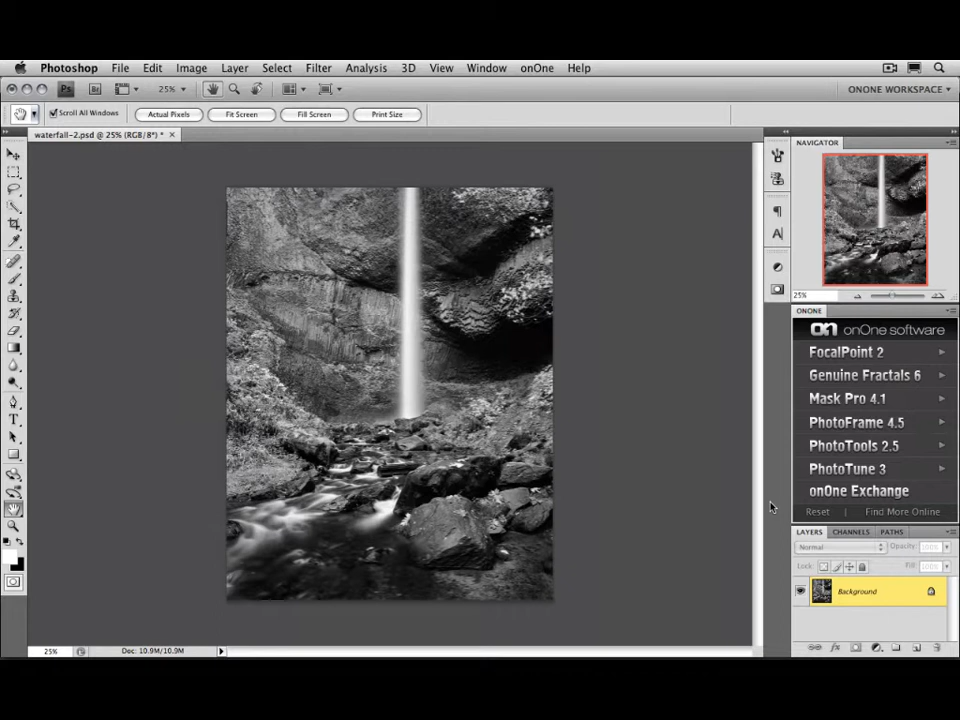 Photoshop File Edit Image Layer Select Filter Analysis 3D View Window onOne Help
Ps Br 25% ONONE WORKSPACE
Scroll All Windows Actual Pixels Fit Screen Fill Screen Print Size
waterfall-2.psd @ 25% (RGB/8*) *
NAVIGATOR
25%
ONONE
on onOne software
FocalPoint 2
Genuine Fractals 6
Mask Pro 4.1
PhotoFrame 4.5
PhotoTools 2.5
PhotoTune 3
onOne Exchange
Reset | Find More Online
LAYERS CHANNELS PATHS
Normal Opacity: 100%
Lock: Fill: 100%
Background
25% Doc: 10.9M/10.9M